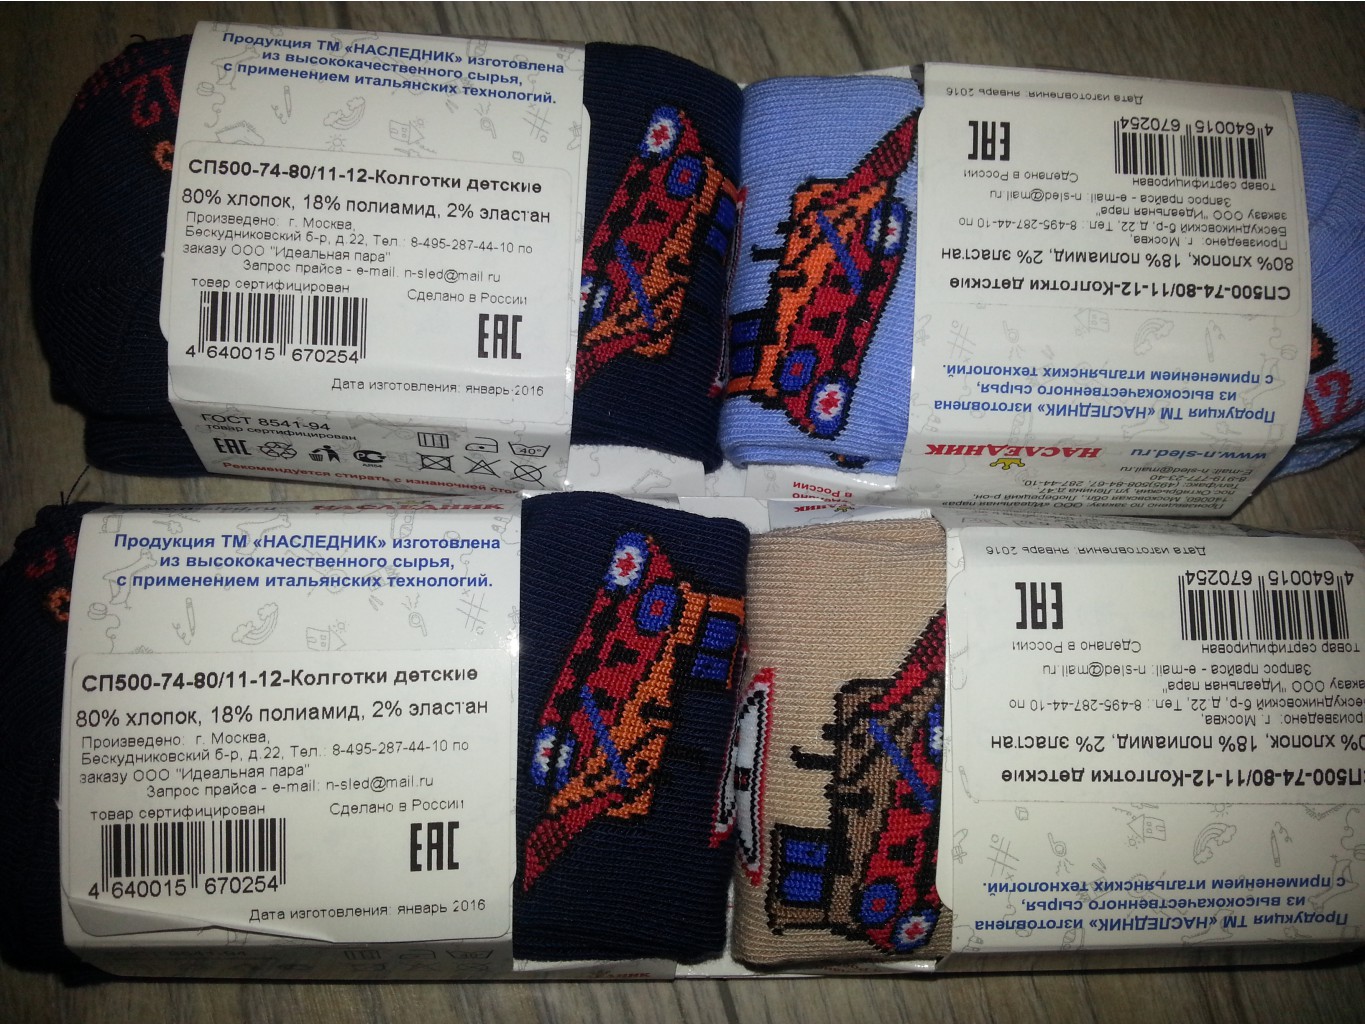 Продукция ТМ «НАСЛЕДНИК» изготовлена
из высококачественного сырья,
с применением итальянских технологий.
СП500-74-80/11-12-Колготки детские
80% хлопок, 18% полиамид, 2% эластан
Произведено: г. Москва,
Бескудниковский б-р, д.22, Тел.: 8-495-287-44-10 по
заказу ООО "Идеальная пара"
Запрос прайса - e-mail: n-sled@mail.ru
товар сертифицирован
Сделано в России
4 640015 670254
EAC
Дата изготовления: январь 2016
ГОСТ 8541-94
товар сертифицирован
EAC
40°
Рекомендуется стирать с изнаночной
12
Дата изготовления: январь 2016
EAC
4 640015 670254
Сделано в России
товар сертифицирован
Запрос прайса - e-mail: n-sled@mail.ru
заказу ООО "Идеальная пара"
Бескудниковский б-р, д.22, Тел.: 8-495-287-44-10 по
Произведено: г. Москва,
80% хлопок, 18% полиамид, 2% эластан
СП500-74-80/11-12-Колготки детские
Продукция ТМ «НАСЛЕДНИК» изготовлена
из высококачественного сырья,
с применением итальянских технологий.
НАСЛЕДНИК
www.n-sled.ru
12
в России
НАСЛЕДНИК
Продукция ТМ «НАСЛЕДНИК» изготовлена
из высококачественного сырья,
с применением итальянских технологий.
СП500-74-80/11-12-Колготки детские
80% хлопок, 18% полиамид, 2% эластан
Произведено: г. Москва,
Бескудниковский б-р, д.22, Тел.: 8-495-287-44-10 по
заказу ООО "Идеальная пара"
Запрос прайса - e-mail: n-sled@mail.ru
товар сертифицирован
Сделано в России
4 640015 670254
EAC
Дата изготовления: январь 2016
НАСЛЕДНИК
Дата изготовления: январь 2016
EAC
4 640015 670254
Сделано в России
товар сертифицирован
Запрос прайса - e-mail: n-sled@mail.ru
заказу ООО "Идеальная пара"
Бескудниковский б-р, д.22, Тел.: 8-495-287-44-10 по
Произведено: г. Москва,
0% хлопок, 18% полиамид, 2% эластан
СП500-74-80/11-12-Колготки детские
Продукция ТМ «НАСЛЕДНИК» изготовлена
из высококачественного сырья,
с применением итальянских технологий.